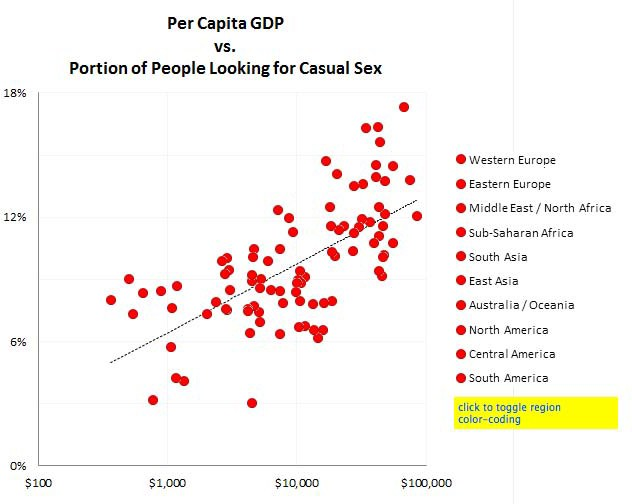 Per Capita GDP
vs.
Portion of People Looking for Casual Sex
18%
12%
6%
0%
$100
$1,000
$10,000
$100,000
Western Europe
Eastern Europe
Middle East / North Africa
Sub-Saharan Africa
South Asia
East Asia
Australia / Oceania
North America
Central America
South America
click to toggle region
color-coding